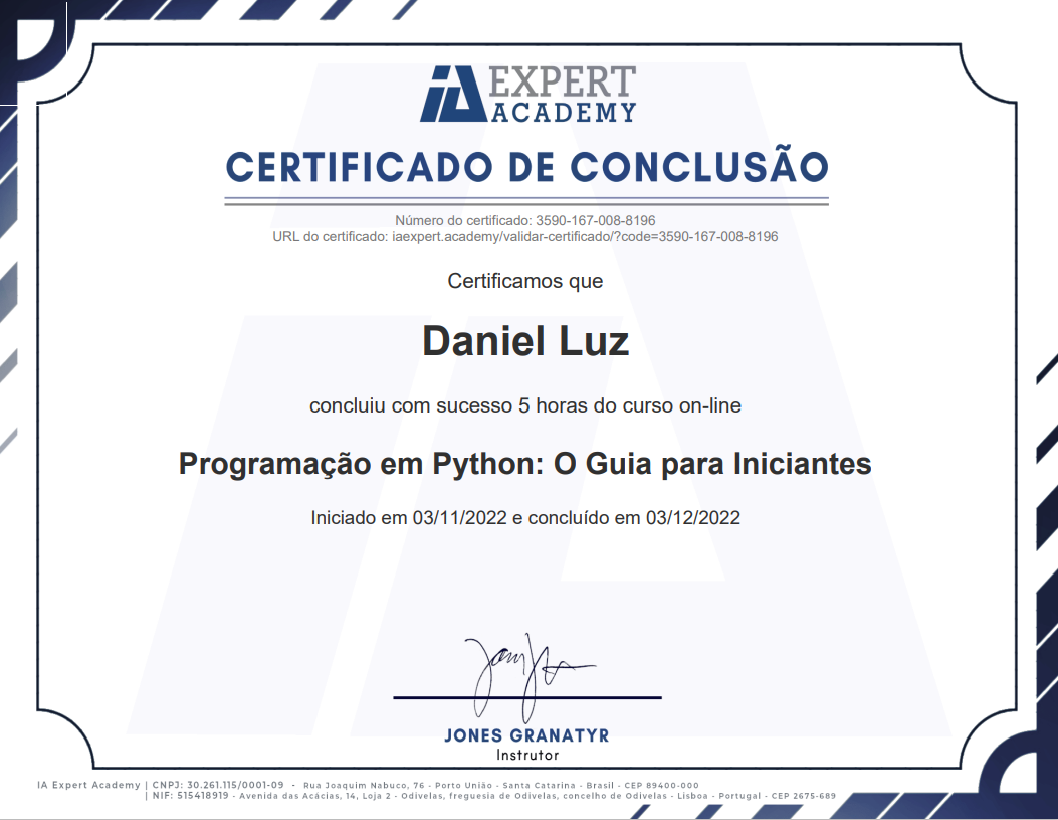 iA EXPERT
ACADEMY
CERTIFICADO DE CONCLUSÃO
Número do certificado: 3590-167-008-8196
URL do certificado: iaexpert.academy/validar-certificado/?code=3590-167-008-8196
Certificamos que
Daniel Luz
concluiu com sucesso 5 horas do curso on-line
Programação em Python: O Guia para Iniciantes
Iniciado em 03/11/2022 e concluído em 03/12/2022
JONES GRANATYR
Instrutor
IA Expert Academy | CNPJ: 30.261.115/0001-09 - Rua Joaquim Nabuco, 76 - Porto União - Santa Catarina - Brasil - CEP 89400-000
| NIF: 515418919 - Avenida das Acácias, 14, Loja 2 - Odivelas, freguesia de Odivelas, concelho de Odivelas - Lisboa - Portugal - CEP 2675-689